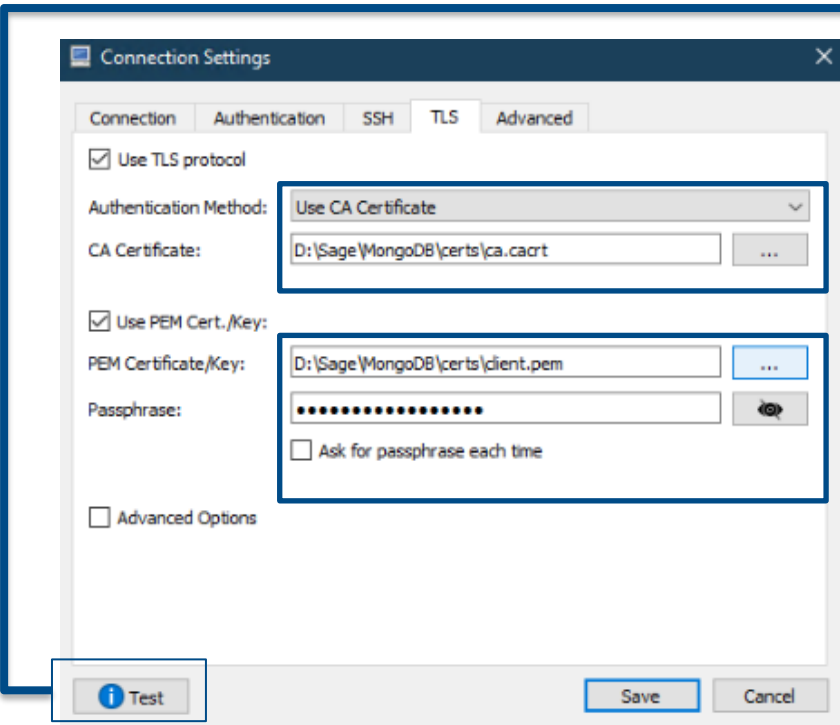 Connection Settings
Connection Authentication SSH TLS Advanced
Use TLS protocol
Authentication Method: Use CA Certificate
CA Certificate: D:\Sage\MongoDB\certs\ca.cacrt ...
Use PEM Cert./Key:
PEM Certificate/Key: D:\Sage\MongoDB\certs\client.pem ...
Passphrase: •••••••••••••••••
Ask for passphrase each time
Advanced Options
Test Save Cancel